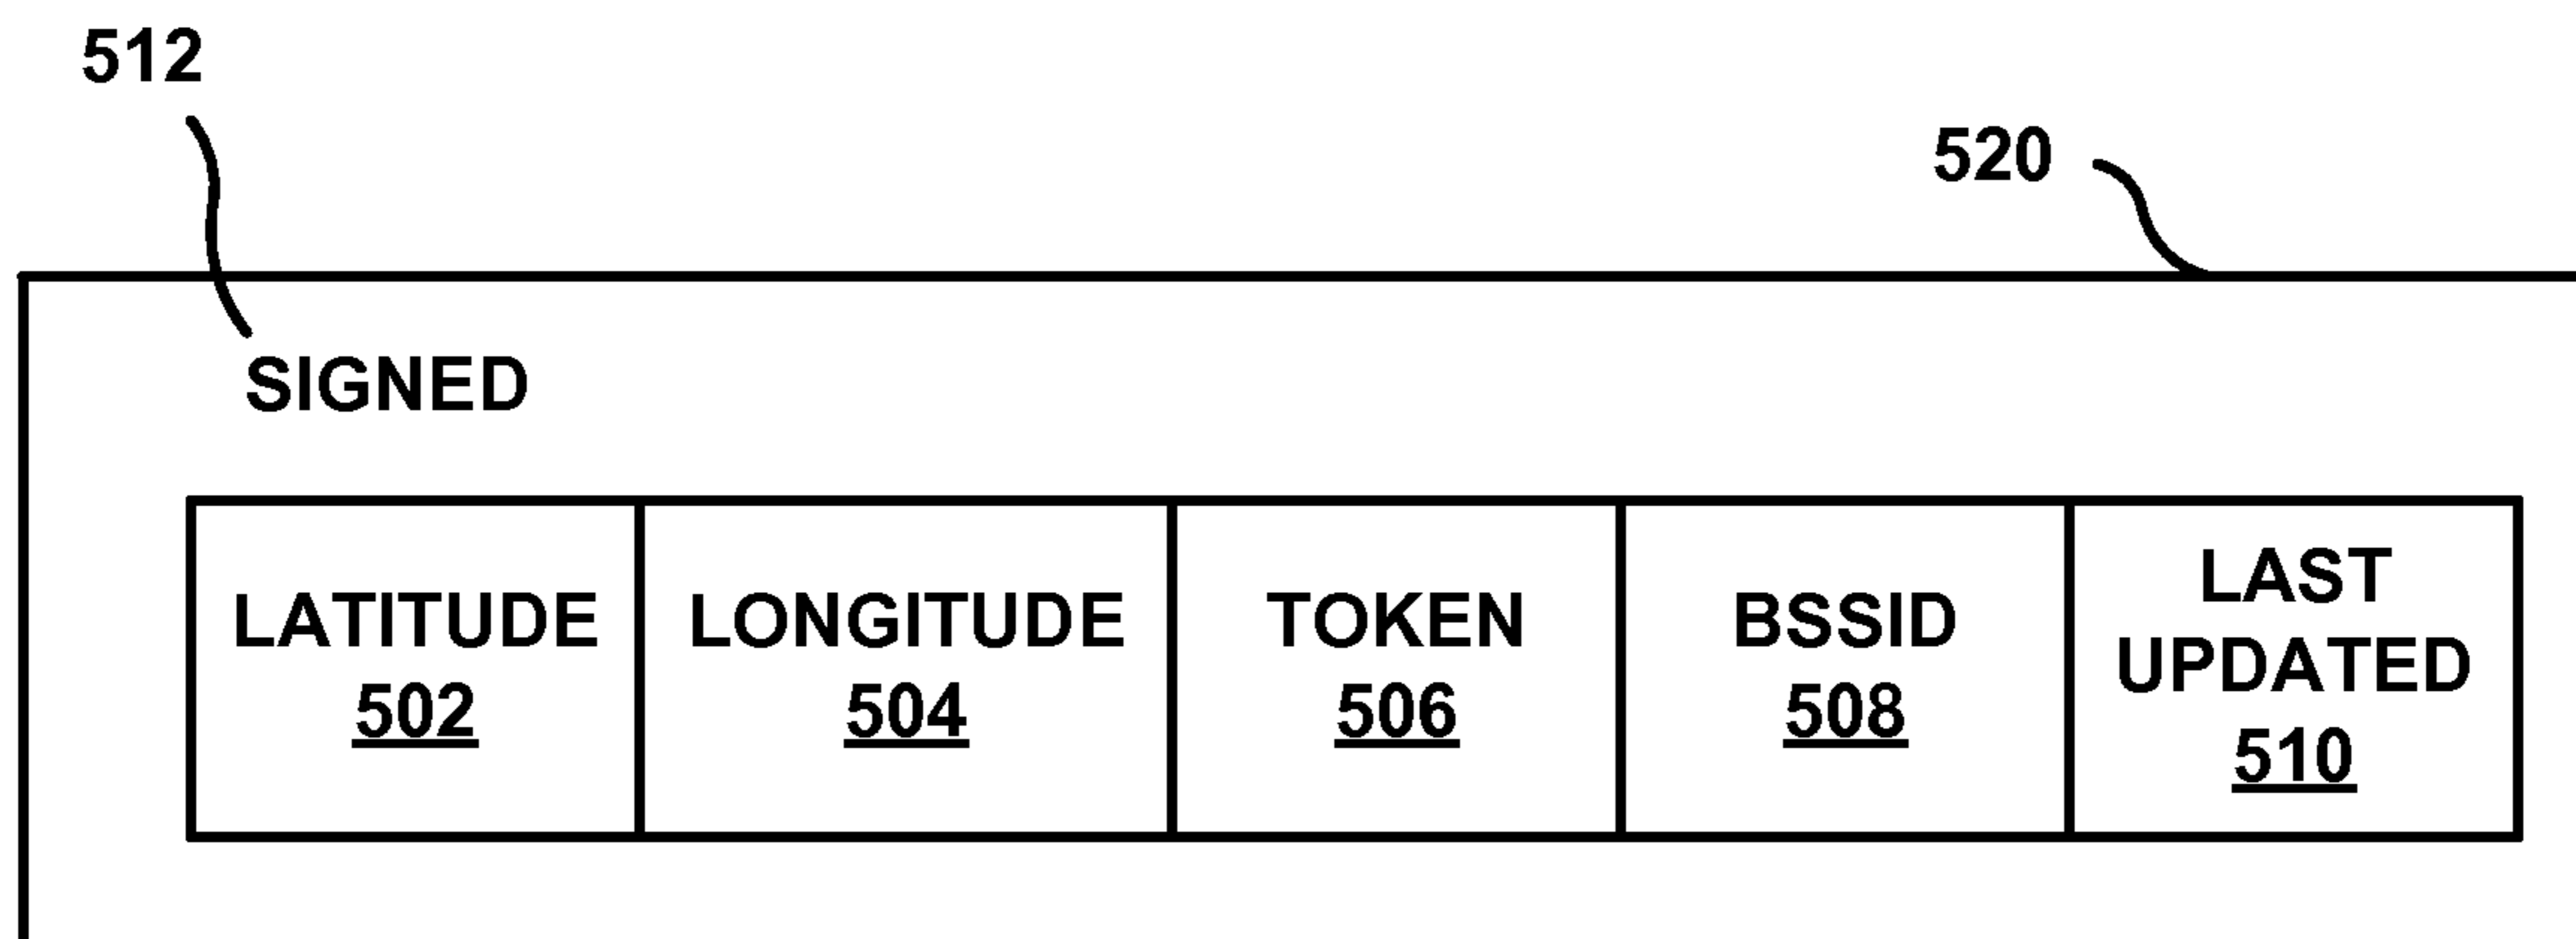 512
520
SIGNED
LATITUDE
502
LONGITUDE
504
TOKEN
506
BSSID
508
LAST
UPDATED
510